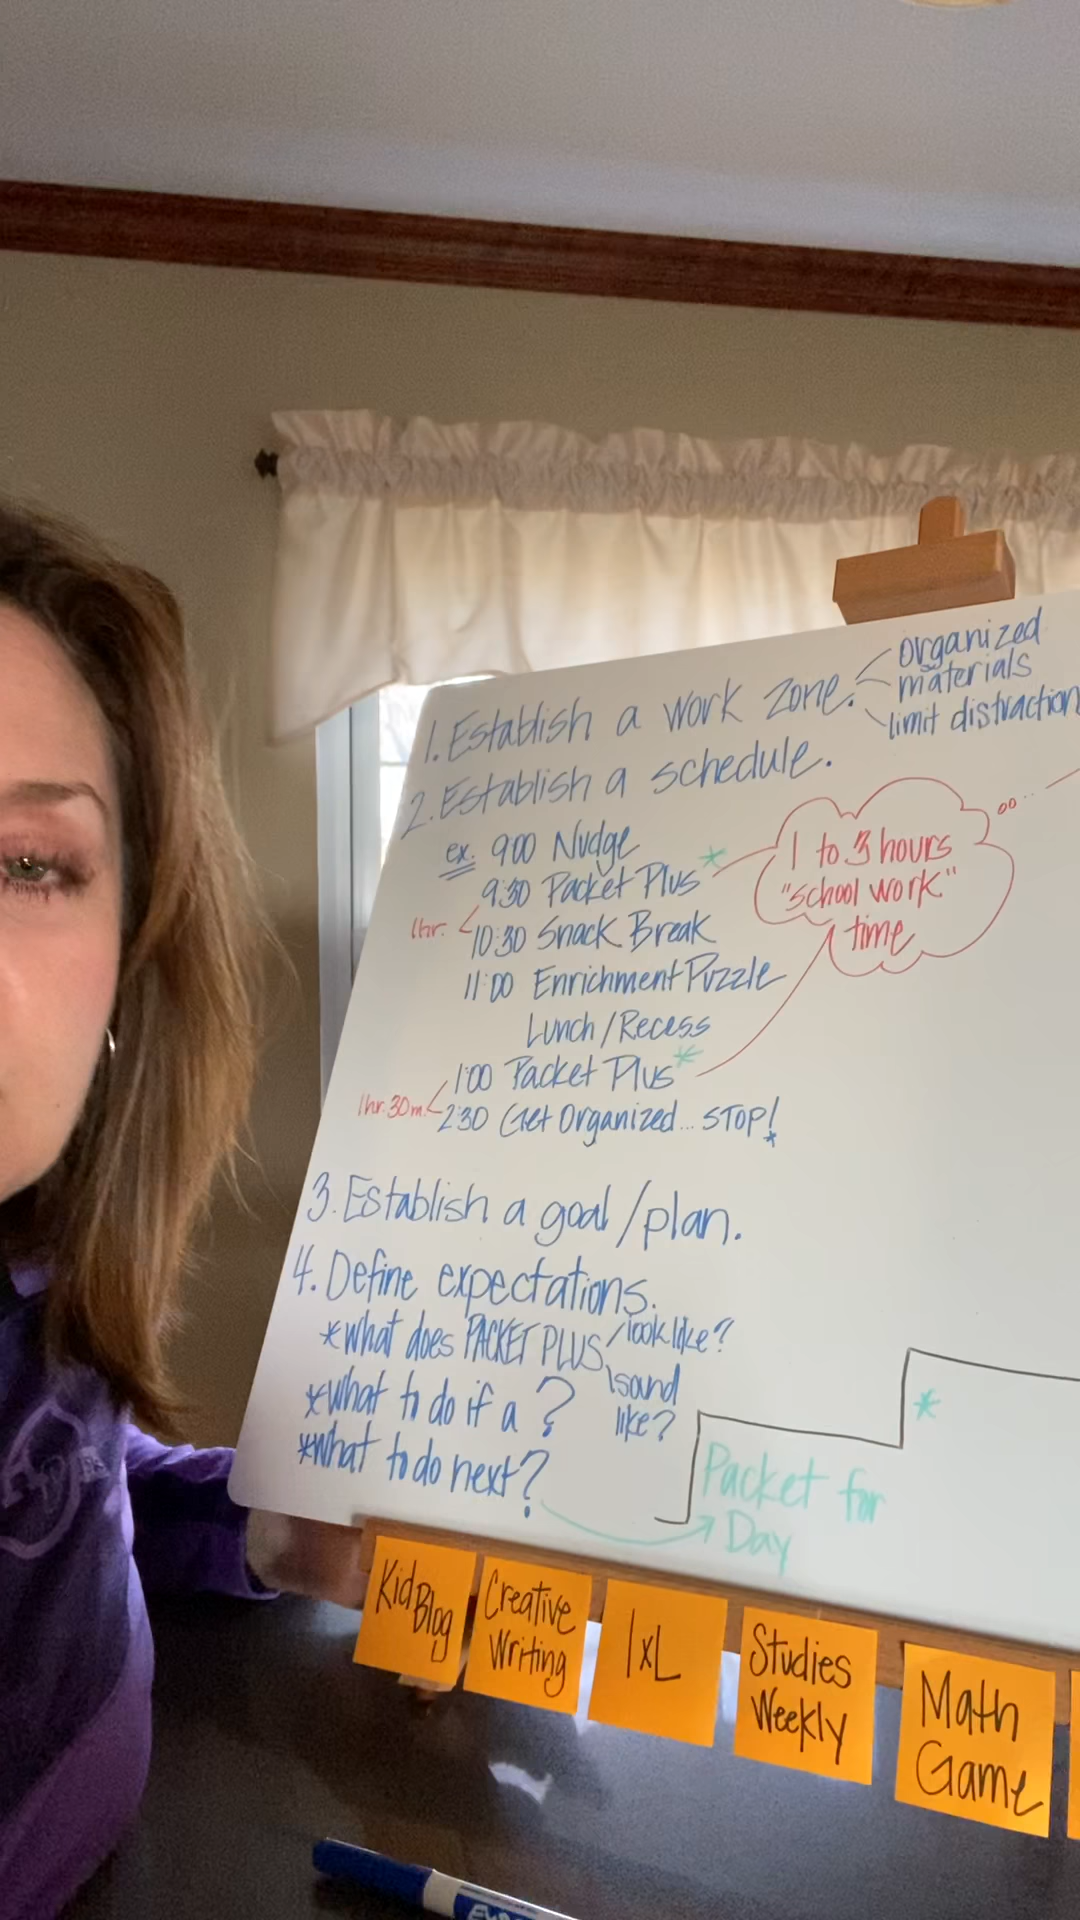 1. Establish a work zone.
organized
materials
limit distraction
2. Establish a schedule.
ex. 9:00 Nudge
9:30 Packet Plus*
1hr.
10:30 Snack Break
11:00 Enrichment Puzzle
Lunch/Recess
1:00 Packet Plus*
1hr. 30m.
2:30 Get Organized... STOP!
1 to 3 hours
"school work"
time
3. Establish a goal/plan.
4. Define expectations.
*what does PACKET PLUS
look like?
sound
like?
*what to do if a ?
*what to do next?
*
Packet for
Day
KidBlog
Creative
Writing
IxL
Studies
Weekly
Math
Game